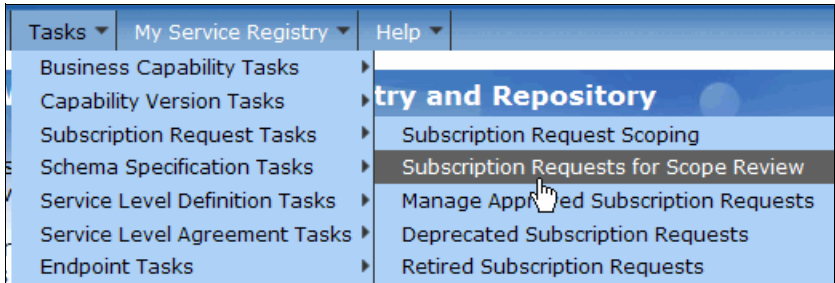 Tasks My Service Registry Help
Business Capability Tasks
Capability Version Tasks
try and Repository
Subscription Request Tasks
Subscription Request Scoping
Schema Specification Tasks
Subscription Requests for Scope Review
Service Level Definition Tasks
Manage Approved Subscription Requests
Service Level Agreement Tasks
Deprecated Subscription Requests
Endpoint Tasks
Retired Subscription Requests